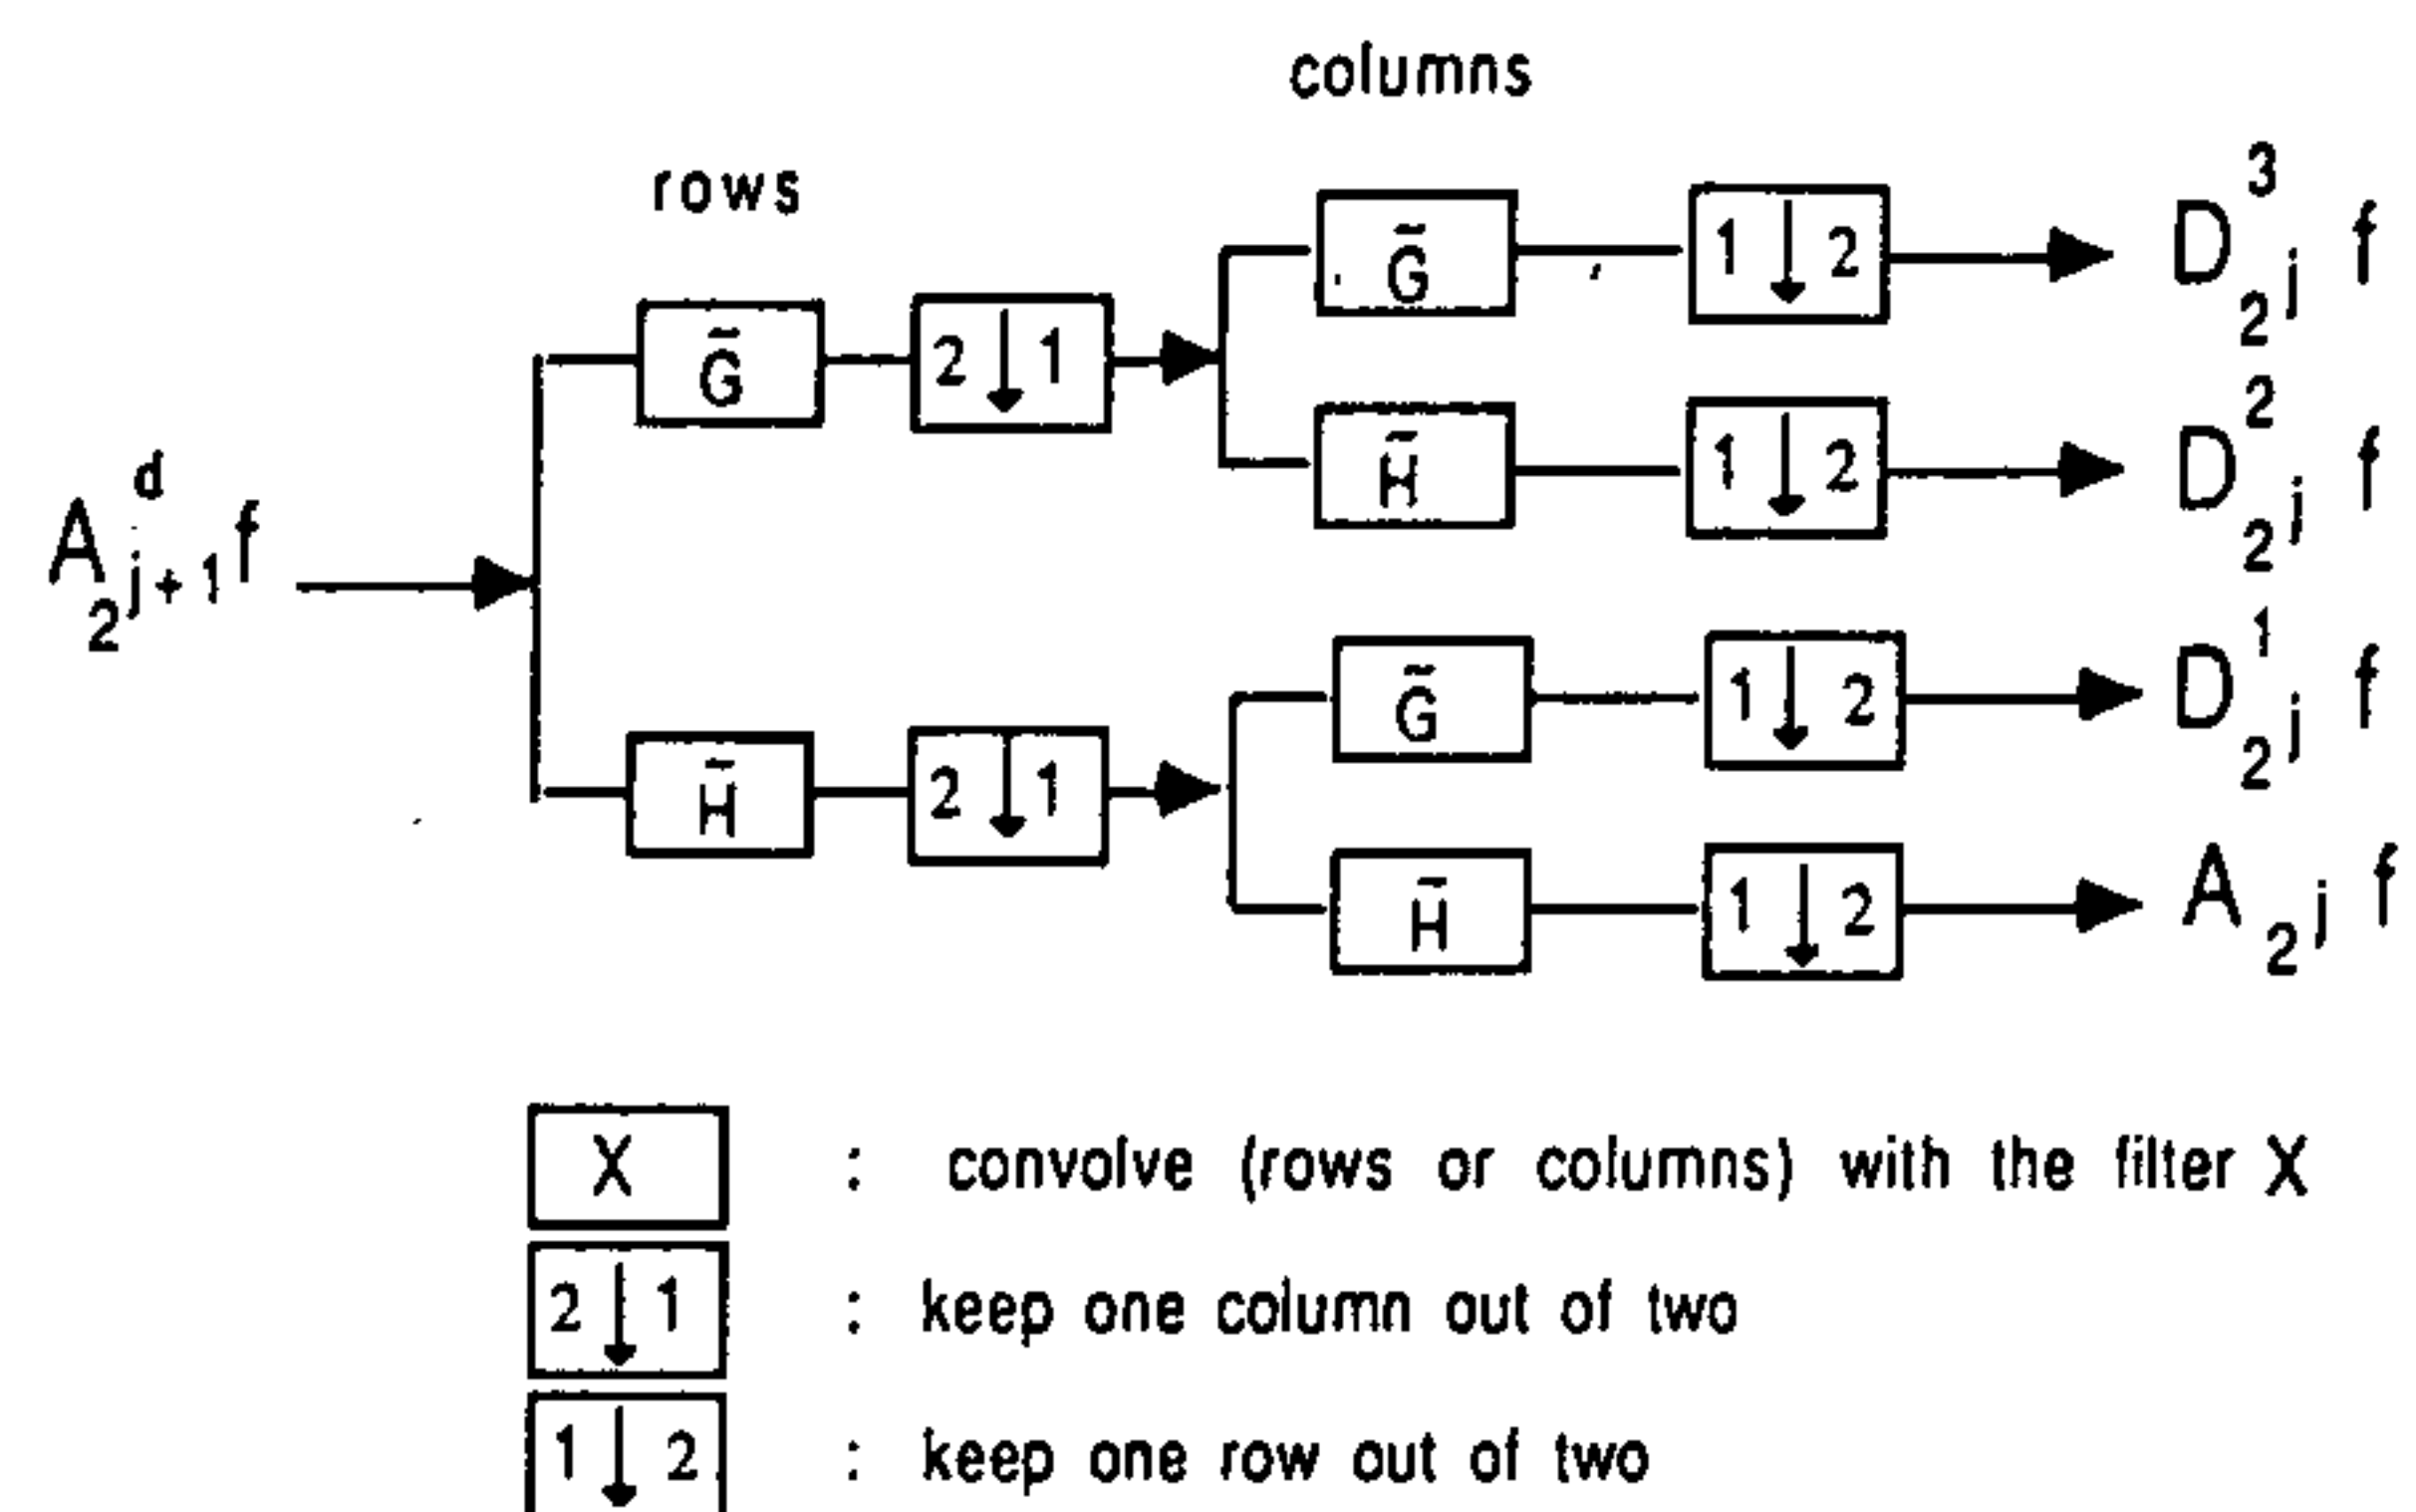 columns
rows
G̃ 1↓2 D³₂ʲ f
G̃ 2↓1
H̃ 1↓2 D²₂ʲ f
Aᵈ₂ʲ⁺¹f
G̃ 1↓2 D¹₂ʲ f
H̃ 2↓1
H̃ 1↓2 A₂ʲ f
X : convolve (rows or columns) with the filter X
2↓1 : keep one column out of two
1↓2 : keep one row out of two